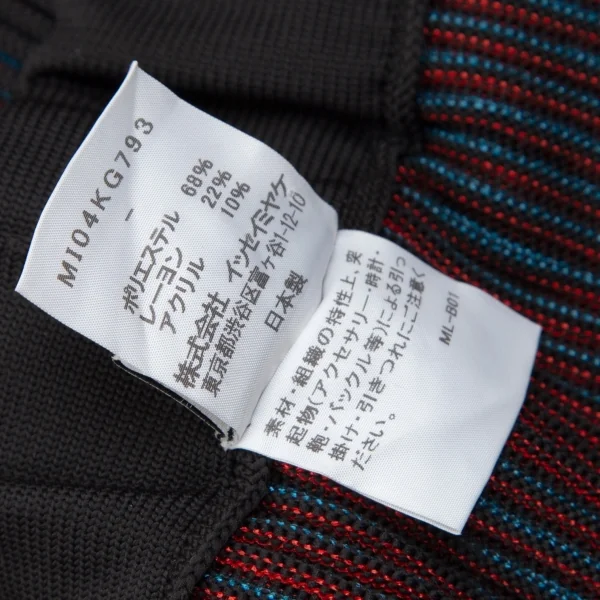 MI04KG793
-
ポリエステル 68%
レーヨン 22%
アクリル 10%
株式会社 イッセイミヤケ
東京都渋谷区富ヶ谷1-12-10
日本製
素材・組織の特性上、突
起物(アクセサリー・時計・
鞄・バックル等)による引っ
掛け・引きつれにご注意く
ださい。
ML-B01